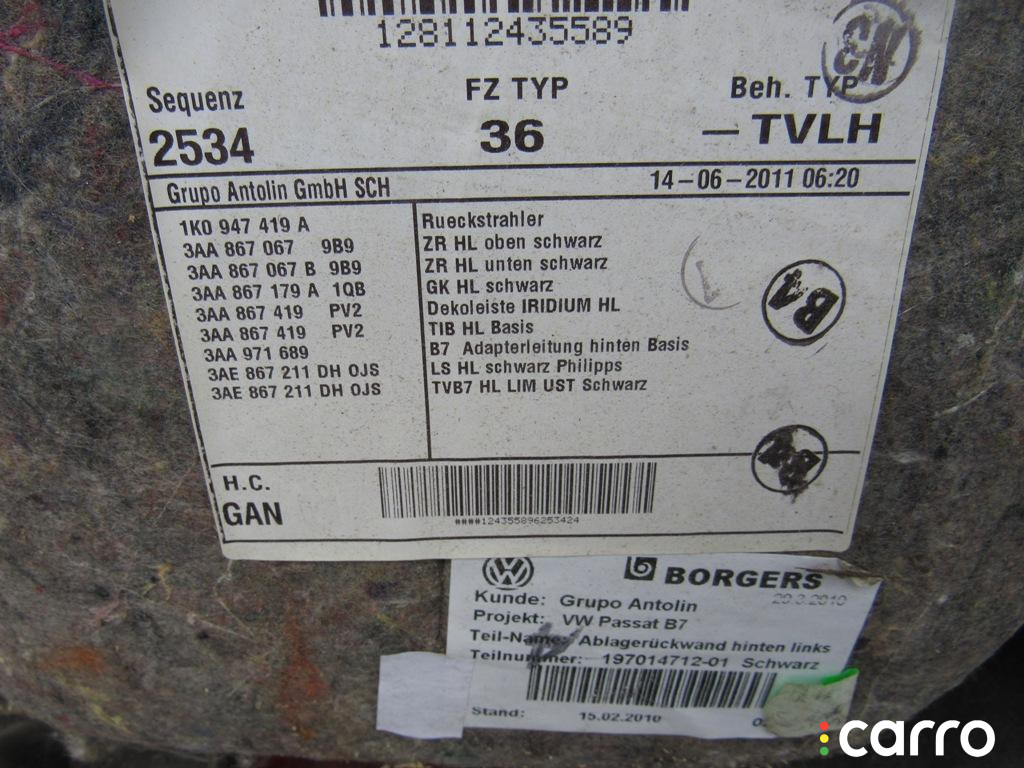 128112435589
Sequenz FZ TYP Beh. TYP
2534 36 – TVLH
Grupo Antolin GmbH SCH 14-06-2011 06:20
1K0 947 419 A Rueckstrahler
3AA 867 067 9B9 ZR HL oben schwarz
3AA 867 067 B 9B9 ZR HL unten schwarz
3AA 867 179 A 1QB GK HL schwarz
3AA 867 419 PV2 Dekoleiste IRIDIUM HL
3AA 867 419 PV2 TIB HL Basis
3AA 971 689 B7 Adapterleitung hinten Basis
3AE 867 211 DH OJS LS HL schwarz Philipps
3AE 867 211 DH OJS TVB7 HL LIM UST Schwarz
BA
H.C.
GAN
####124355896253424
VW BORGERS
Kunde: Grupo Antolin 29.3.2010
Projekt: VW Passat B7
Teil-Name: Ablagerückwand hinten links
Teilnummer: 197014712-01 Schwarz
Stand: 15.02.2010
carro